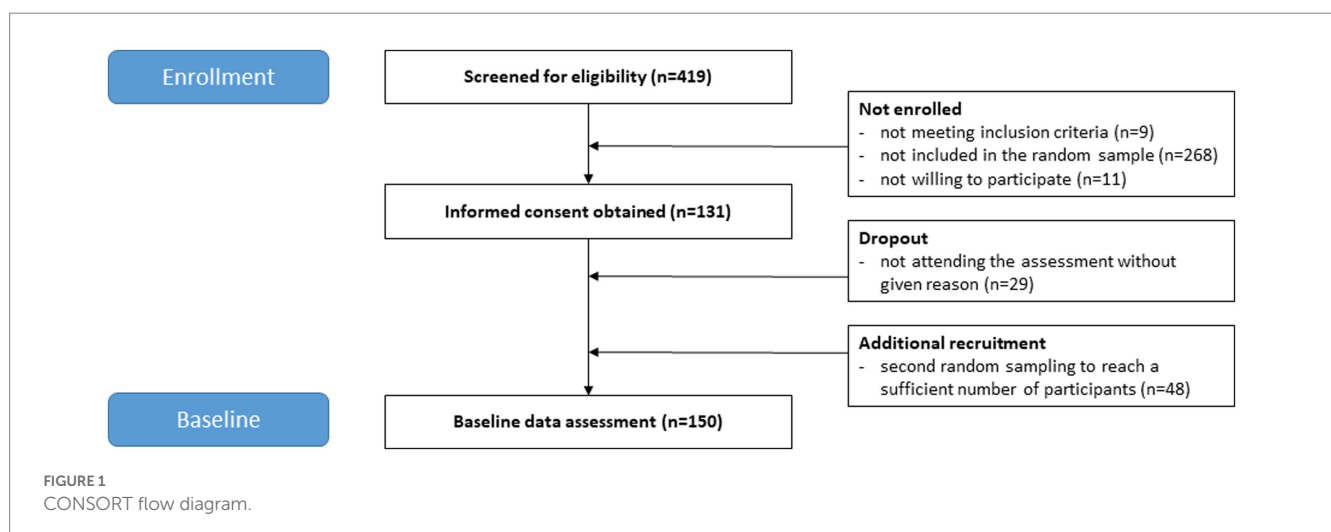 Enrollment
Screened for eligibility (n=419)
Not enrolled
- not meeting inclusion criteria (n=9)
- not included in the random sample (n=268)
- not willing to participate (n=11)
Informed consent obtained (n=131)
Dropout
- not attending the assessment without
given reason (n=29)
Additional recruitment
- second random sampling to reach a
sufficient number of participants (n=48)
Baseline
Baseline data assessment (n=150)
FIGURE 1
CONSORT flow diagram.